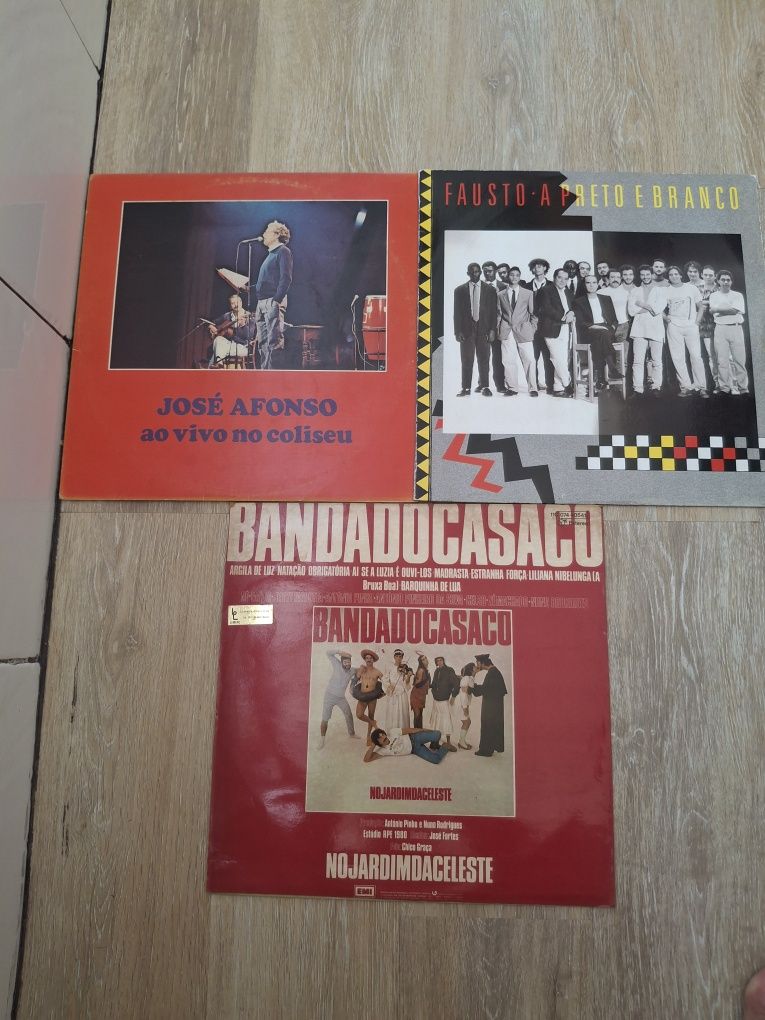 JOSÉ AFONSO
ao vivo no coliseu
FAUSTO · A PRETO E BRANCO
BANDADOCASACO
ARGILA DE LUZ·NATAÇÃO OBRIGATÓRIA·AI SE A LUZIA·É OUVI-LOS·MADRASTA·ESTRANHA FORÇA·LILIANA NIBELUNGA (A
Bruxa Boa)·BARQUINHA DE LUA
BANDADOCASACO
NOJARDIMDACELESTE
António Pinho e Nuno Rodrigues
Estúdio RPE 1980 José Fortes
Chico Graça
NOJARDIMDACELESTE
EMI